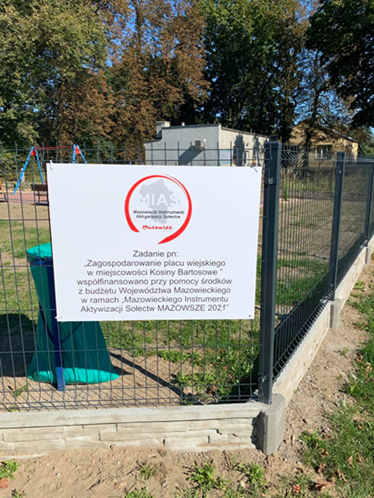 MIAS
Mazowiecki Instrument
Aktywizacji Sołectw
Mazowsze.
Zadanie pn:
„Zagospodarowanie placu wiejskiego
w miejscowości Kosiny Bartosowe ”
współfinansowano przy pomocy środków
z budżetu Województwa Mazowieckiego
w ramach „Mazowieckiego Instrumentu
Aktywizacji Sołectw MAZOWSZE 2021”